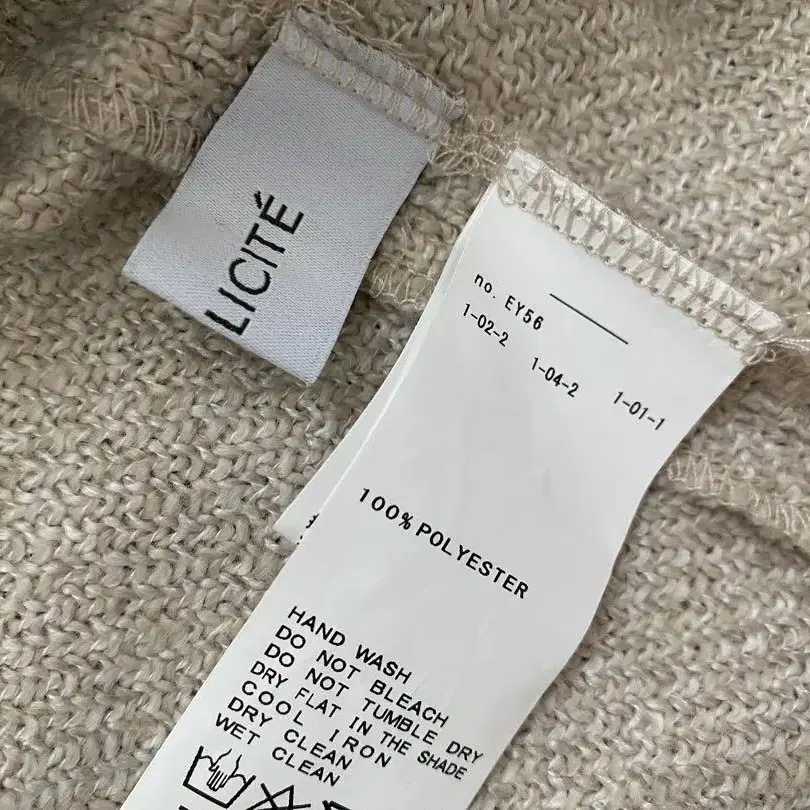 LICITÉ
no. EY56
1-02-2 1-04-2 1-01-1
100% POLYESTER
HAND WASH
DO NOT BLEACH
DO NOT TUMBLE DRY
DRY FLAT IN THE SHADE
COOL IRON
DRY CLEAN
WET CLEAN